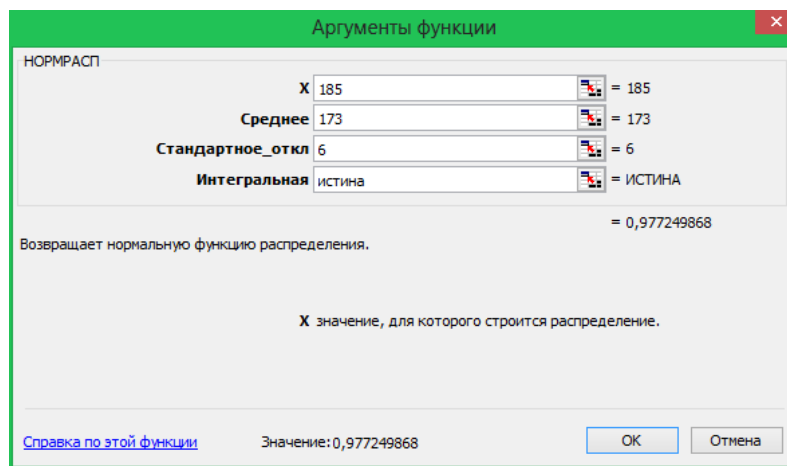 Аргументы функции
НОРМРАСП
X 185 = 185
Среднее 173 = 173
Стандартное_откл 6 = 6
Интегральная истина = ИСТИНА
= 0,977249868
Возвращает нормальную функцию распределения.
X значение, для которого строится распределение.
Справка по этой функции Значение:0,977249868 OK Отмена